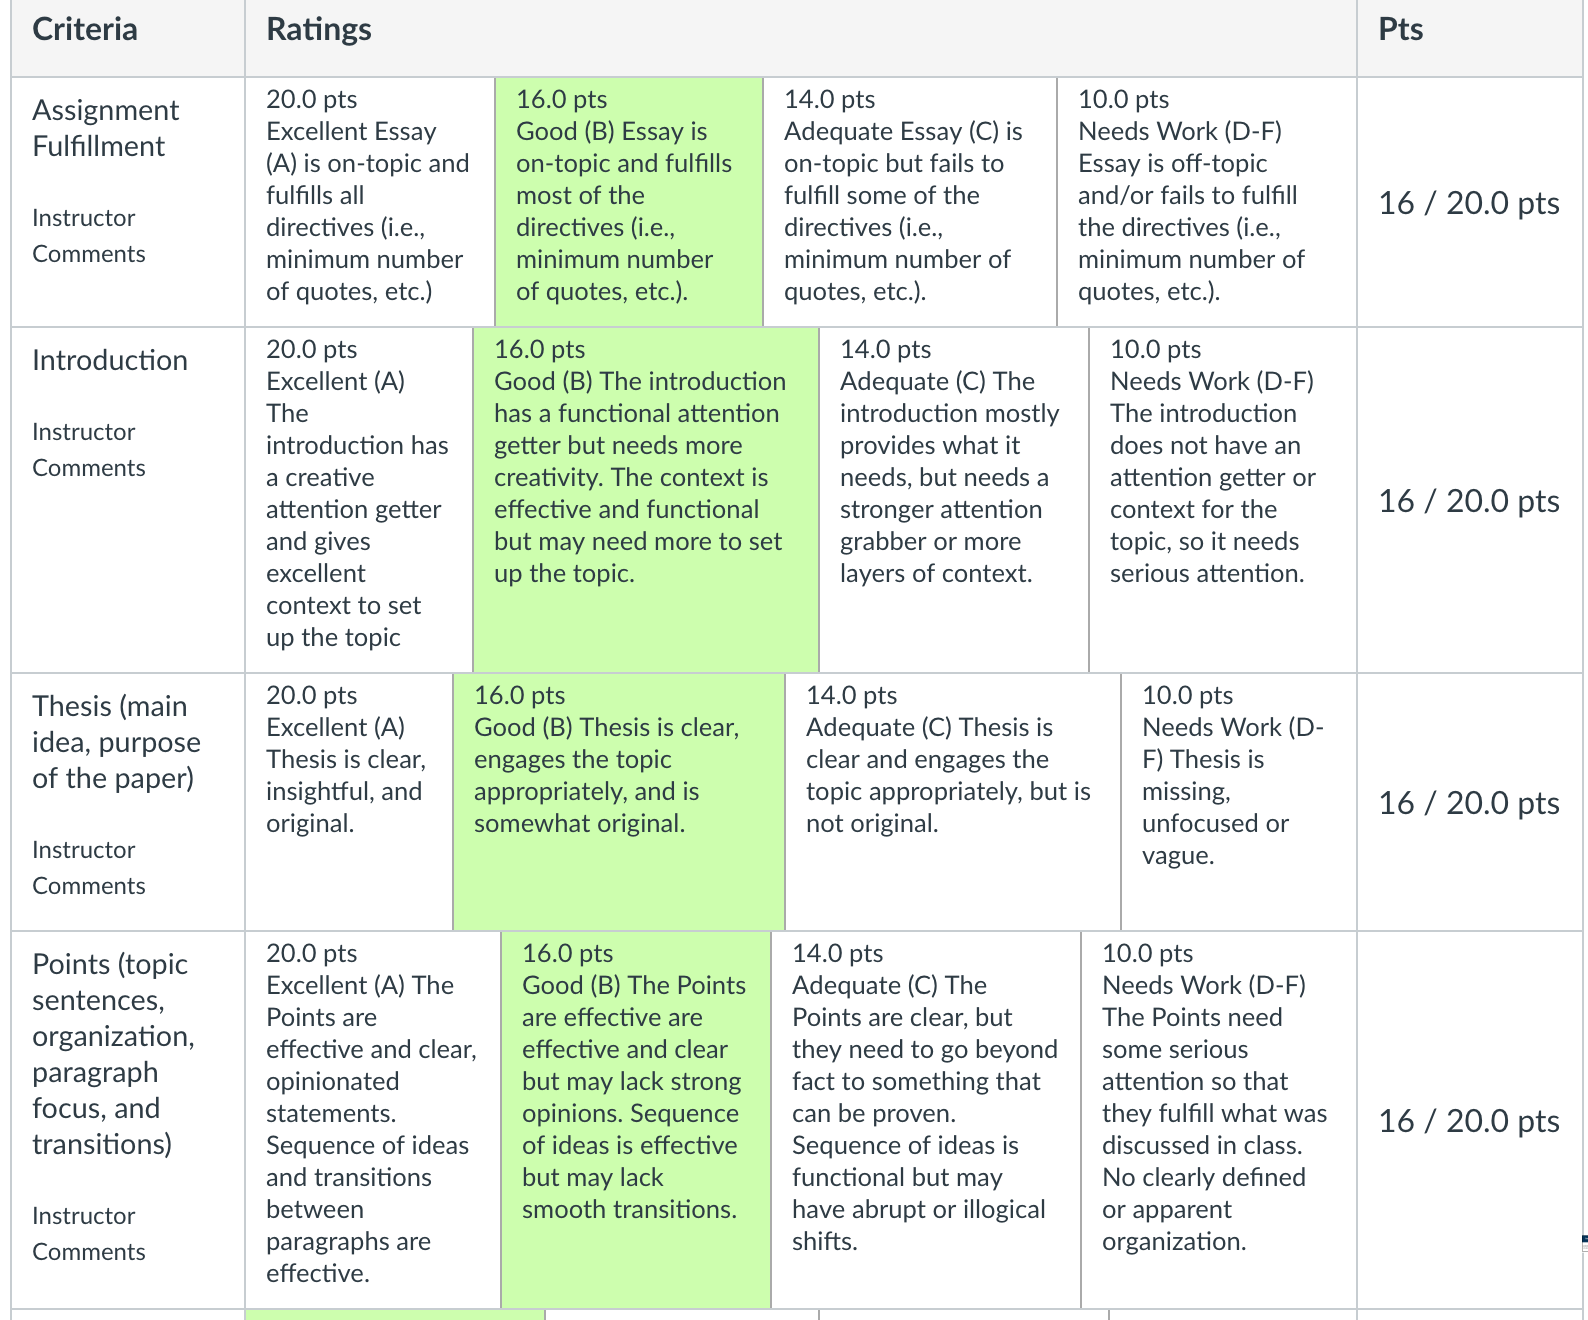 Criteria
Ratings
Pts
Assignment
Fulfillment
Instructor
Comments
20.0 pts
Excellent Essay
(A) is on-topic and
fulfills all
directives (i.e.,
minimum number
of quotes, etc.)
16.0 pts
Good (B) Essay is
on-topic and fulfills
most of the
directives (i.e.,
minimum number
of quotes, etc.).
14.0 pts
Adequate Essay (C) is
on-topic but fails to
fulfill some of the
directives (i.e.,
minimum number of
quotes, etc.).
10.0 pts
Needs Work (D-F)
Essay is off-topic
and/or fails to fulfill
the directives (i.e.,
minimum number of
quotes, etc.).
16 / 20.0 pts
Introduction
Instructor
Comments
20.0 pts
Excellent (A)
The
introduction has
a creative
attention getter
and gives
excellent
context to set
up the topic
16.0 pts
Good (B) The introduction
has a functional attention
getter but needs more
creativity. The context is
effective and functional
but may need more to set
up the topic.
14.0 pts
Adequate (C) The
introduction mostly
provides what it
needs, but needs a
stronger attention
grabber or more
layers of context.
10.0 pts
Needs Work (D-F)
The introduction
does not have an
attention getter or
context for the
topic, so it needs
serious attention.
16 / 20.0 pts
Thesis (main
idea, purpose
of the paper)
Instructor
Comments
20.0 pts
Excellent (A)
Thesis is clear,
insightful, and
original.
16.0 pts
Good (B) Thesis is clear,
engages the topic
appropriately, and is
somewhat original.
14.0 pts
Adequate (C) Thesis is
clear and engages the
topic appropriately, but is
not original.
10.0 pts
Needs Work (D-
F) Thesis is
missing,
unfocused or
vague.
16 / 20.0 pts
Points (topic
sentences,
organization,
paragraph
focus, and
transitions)
Instructor
Comments
20.0 pts
Excellent (A) The
Points are
effective and clear,
opinionated
statements.
Sequence of ideas
and transitions
between
paragraphs are
effective.
16.0 pts
Good (B) The Points
are effective are
effective and clear
but may lack strong
opinions. Sequence
of ideas is effective
but may lack
smooth transitions.
14.0 pts
Adequate (C) The
Points are clear, but
they need to go beyond
fact to something that
can be proven.
Sequence of ideas is
functional but may
have abrupt or illogical
shifts.
10.0 pts
Needs Work (D-F)
The Points need
some serious
attention so that
they fulfill what was
discussed in class.
No clearly defined
or apparent
organization.
16 / 20.0 pts